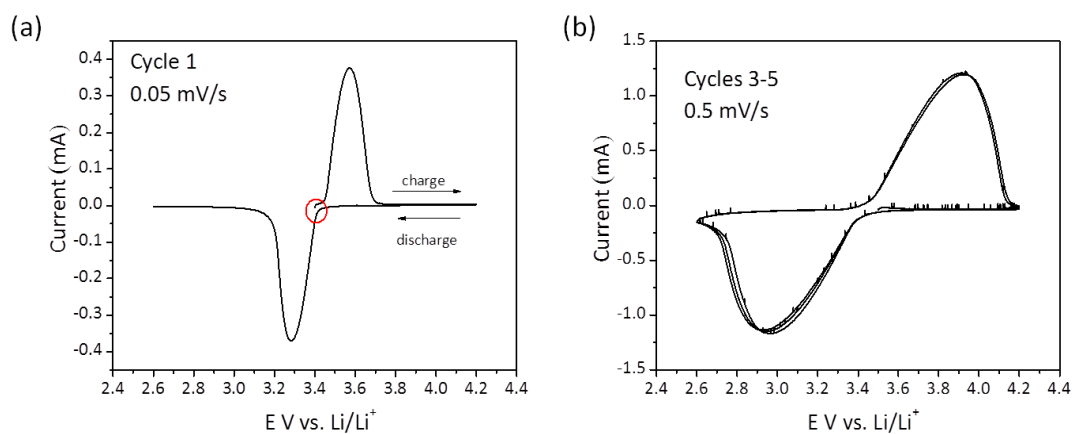 (a)
Cycle 1
0.05 mV/s
charge
discharge
Current (mA)
0.4
0.3
0.2
0.1
0.0
-0.1
-0.2
-0.3
-0.4
2.4 2.6 2.8 3.0 3.2 3.4 3.6 3.8 4.0 4.2 4.4
E V vs. Li/Li⁺
(b)
Cycles 3-5
0.5 mV/s
Current (mA)
1.5
1.0
0.5
0.0
-0.5
-1.0
-1.5
2.4 2.6 2.8 3.0 3.2 3.4 3.6 3.8 4.0 4.2 4.4
E V vs. Li/Li⁺